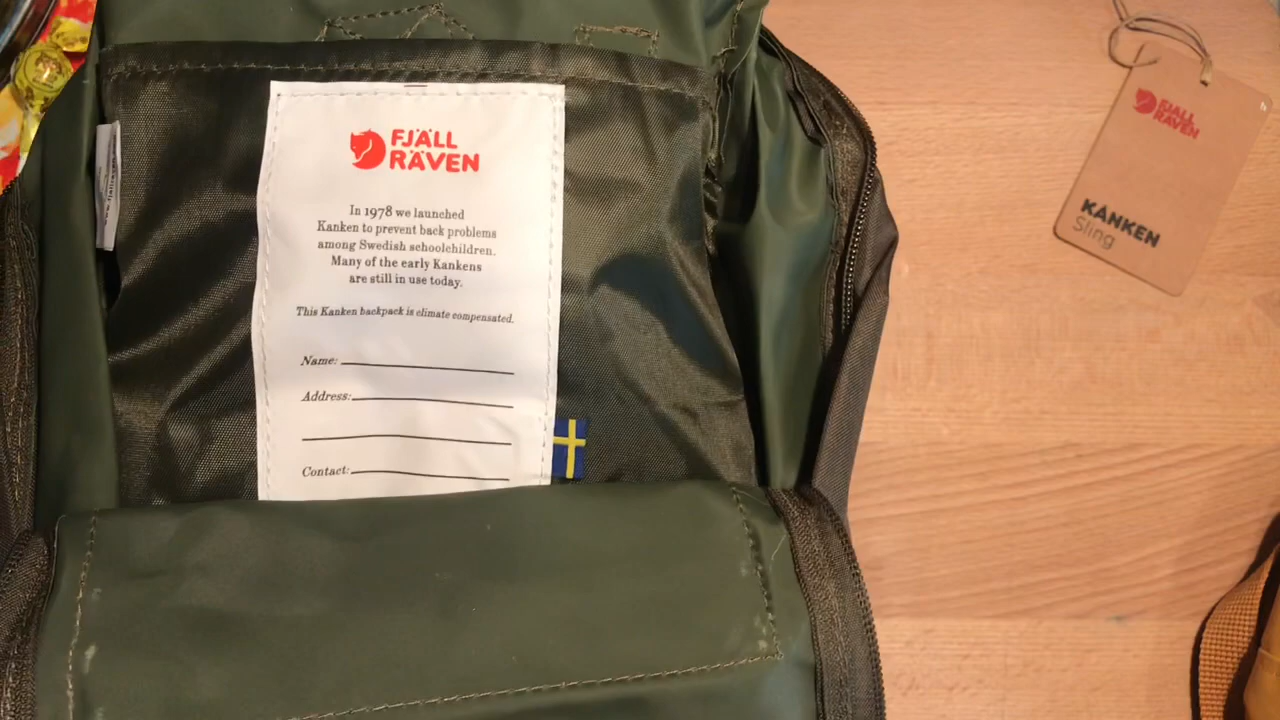 FJÄLL
RÄVEN
In 1978 we launched
Kanken to prevent back problems
among Swedish schoolchildren.
Many of the early Kankens
are still in use today.
This Kanken backpack is climate compensated.
Name:
Address:
Contact:
FJÄLL
RÄVEN
KÅNKEN
Sling